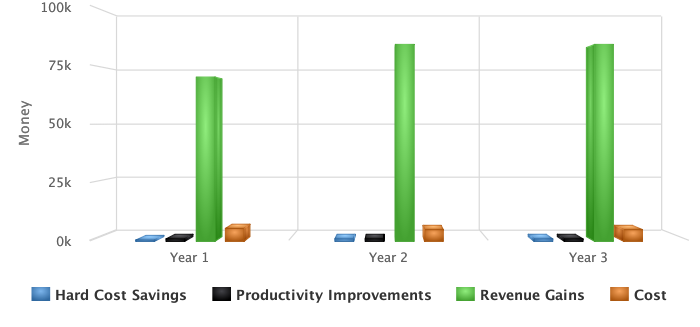 100k
75k
50k
25k
0k
Money
Year 1
Year 2
Year 3
Hard Cost Savings
Productivity Improvements
Revenue Gains
Cost